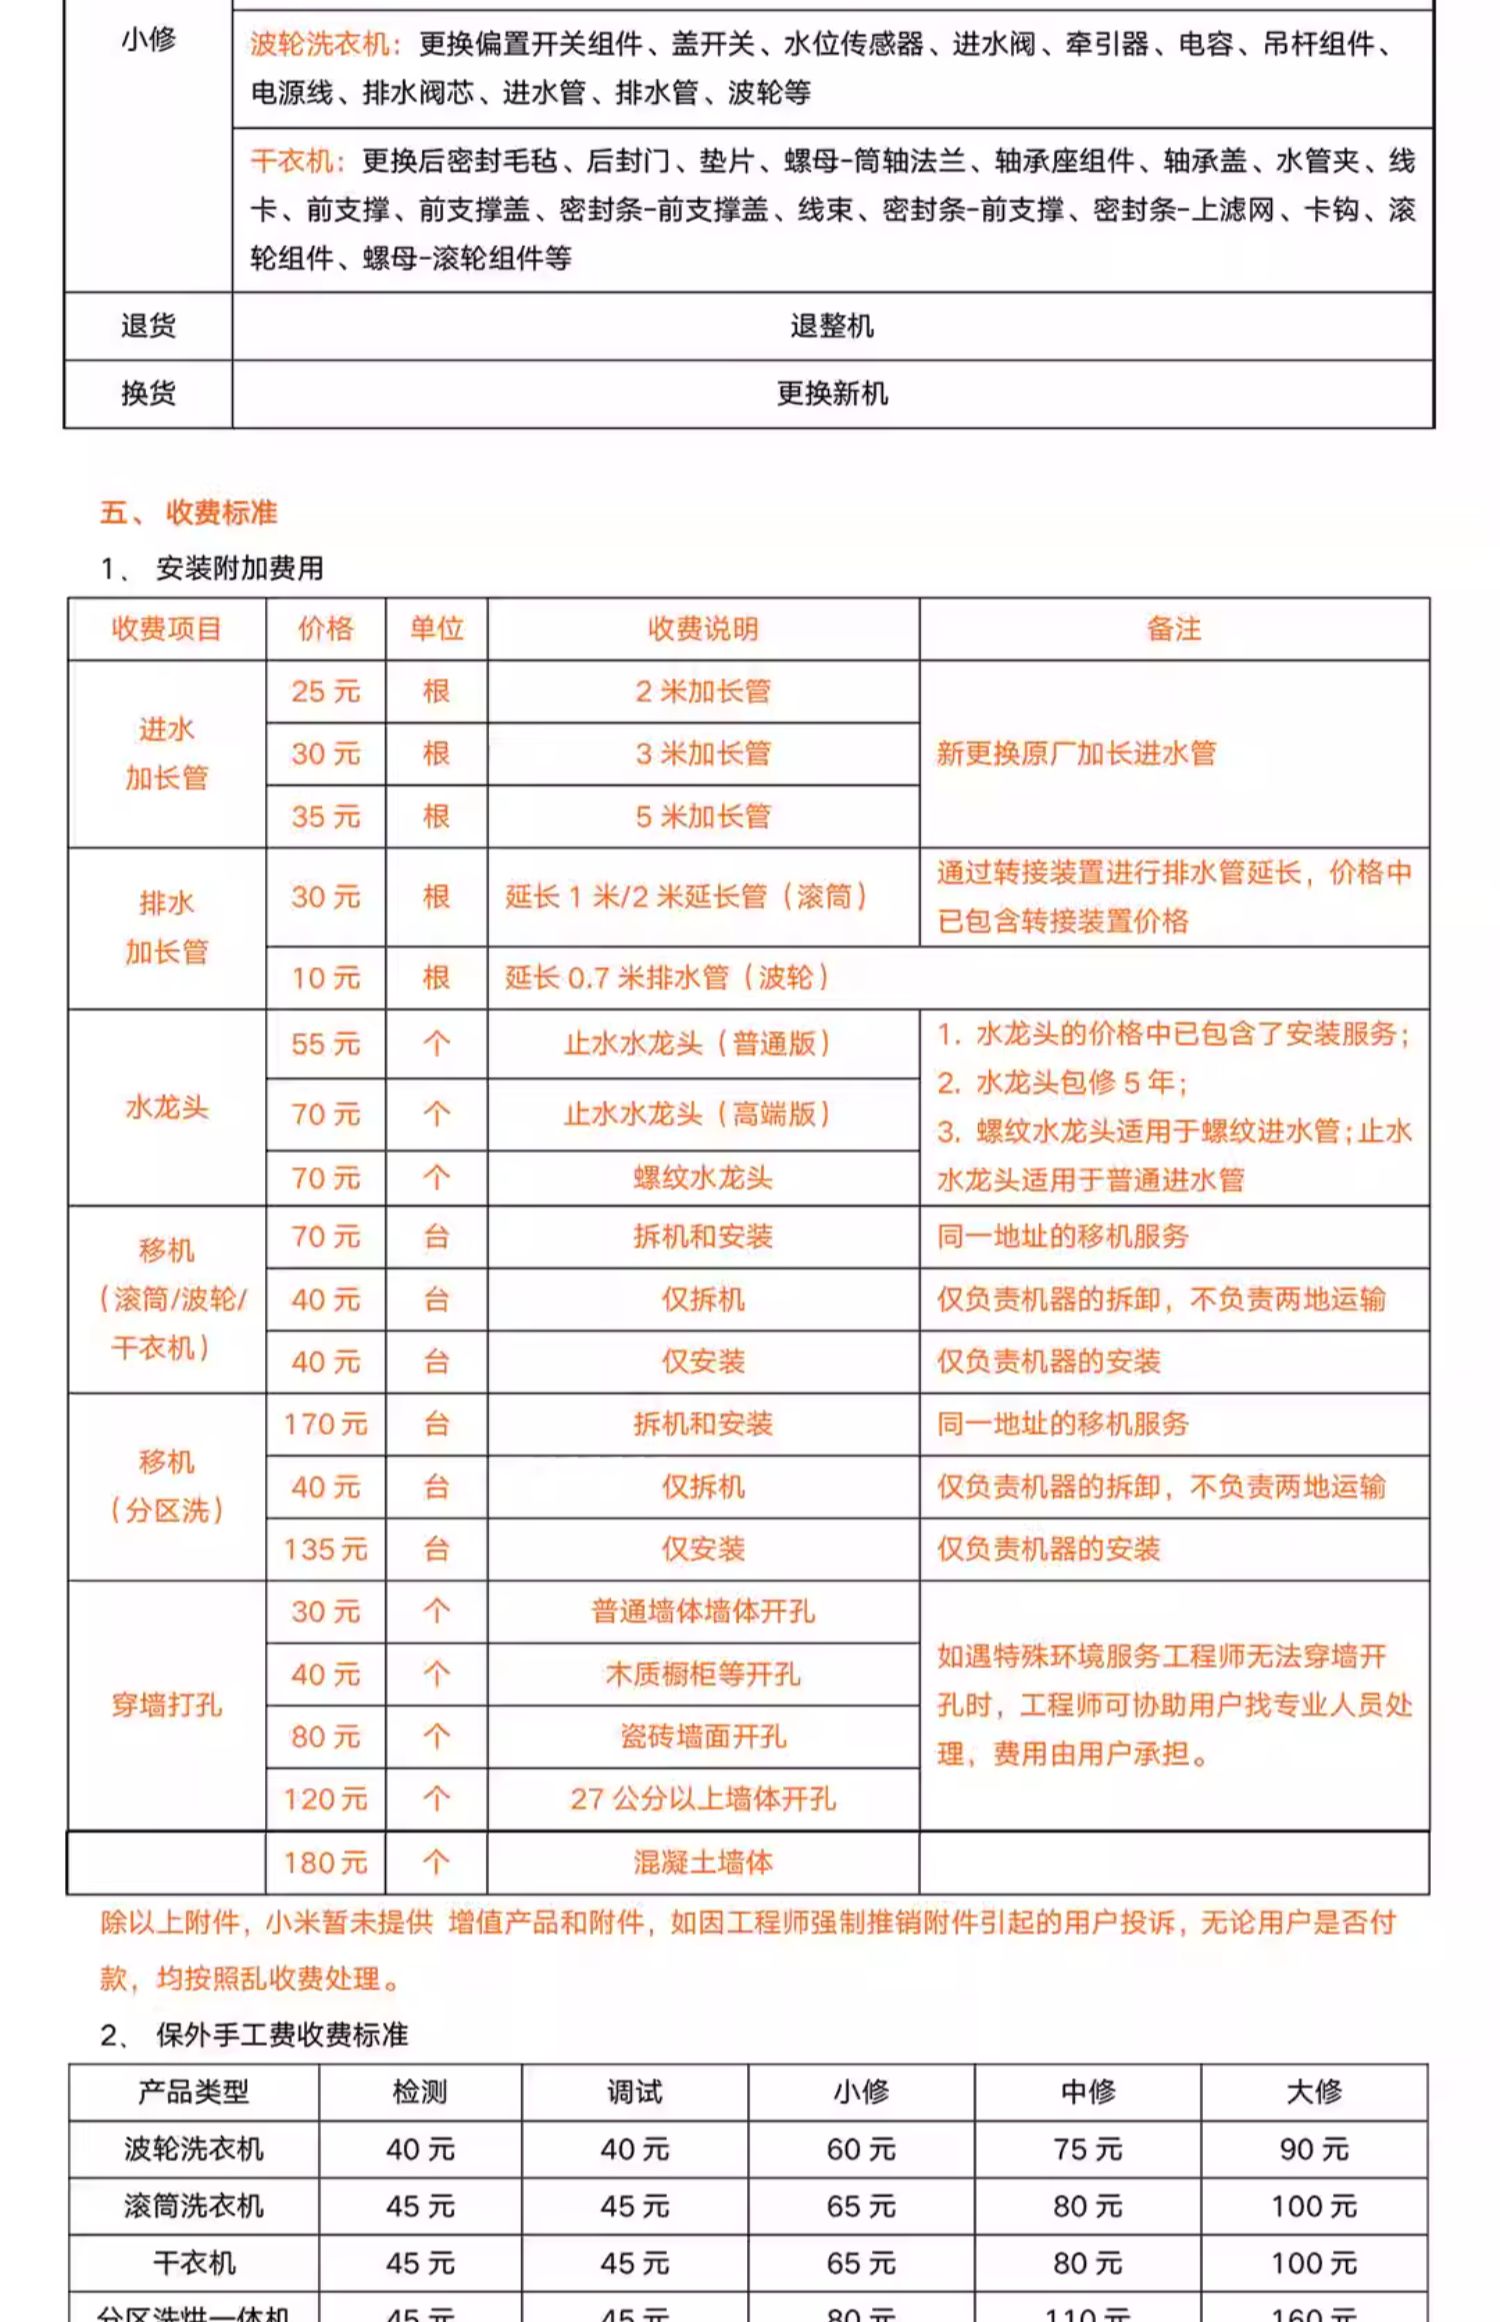 小修
波轮洗衣机：更换偏置开关组件、盖开关、水位传感器、进水阀、牵引器、电容、吊杆组件、
电源线、排水阀芯、进水管、排水管、波轮等
干衣机：更换后密封毛毡、后封门、垫片、螺母-筒轴法兰、轴承座组件、轴承盖、水管夹、线
卡、前支撑、前支撑盖、密封条-前支撑盖、线束、密封条-前支撑、密封条-上滤网、卡钩、滚
轮组件、螺母-滚轮组件等
退货 退整机
换货 更换新机
五、 收费标准
1、 安装附加费用
收费项目 价格 单位 收费说明 备注
进水
加长管
25 元 根 2 米加长管
30 元 根 3 米加长管
35 元 根 5 米加长管
新更换原厂加长进水管
排水
加长管
30 元 根 延长 1 米/2 米延长管（滚筒）
通过转接装置进行排水管延长，价格中
已包含转接装置价格
10 元 根 延长 0.7 米排水管（波轮）
水龙头
55 元 个 止水水龙头（普通版）
70 元 个 止水水龙头（高端版）
70 元 个 螺纹水龙头
1. 水龙头的价格中已包含了安装服务；
2. 水龙头包修 5 年；
3. 螺纹水龙头适用于螺纹进水管；止水
水龙头适用于普通进水管
移机
（滚筒/波轮/
干衣机）
70 元 台 拆机和安装 同一地址的移机服务
40 元 台 仅拆机 仅负责机器的拆卸，不负责两地运输
40 元 台 仅安装 仅负责机器的安装
移机
（分区洗）
170 元 台 拆机和安装 同一地址的移机服务
40 元 台 仅拆机 仅负责机器的拆卸，不负责两地运输
135 元 台 仅安装 仅负责机器的安装
穿墙打孔
30 元 个 普通墙体墙体开孔
40 元 个 木质橱柜等开孔
80 元 个 瓷砖墙面开孔
120 元 个 27 公分以上墙体开孔
如遇特殊环境服务工程师无法穿墙开
孔时，工程师可协助用户找专业人员处
理，费用由用户承担。
180 元 个 混凝土墙体
除以上附件，小米暂未提供 增值产品和附件，如因工程师强制推销附件引起的用户投诉，无论用户是否付
款，均按照乱收费处理。
2、 保外手工费收费标准
产品类型 检测 调试 小修 中修 大修
波轮洗衣机 40 元 40 元 60 元 75 元 90 元
滚筒洗衣机 45 元 45 元 65 元 80 元 100 元
干衣机 45 元 45 元 65 元 80 元 100 元
分区洗烘一体机 45 元 45 元 80 元 110 元 160 元